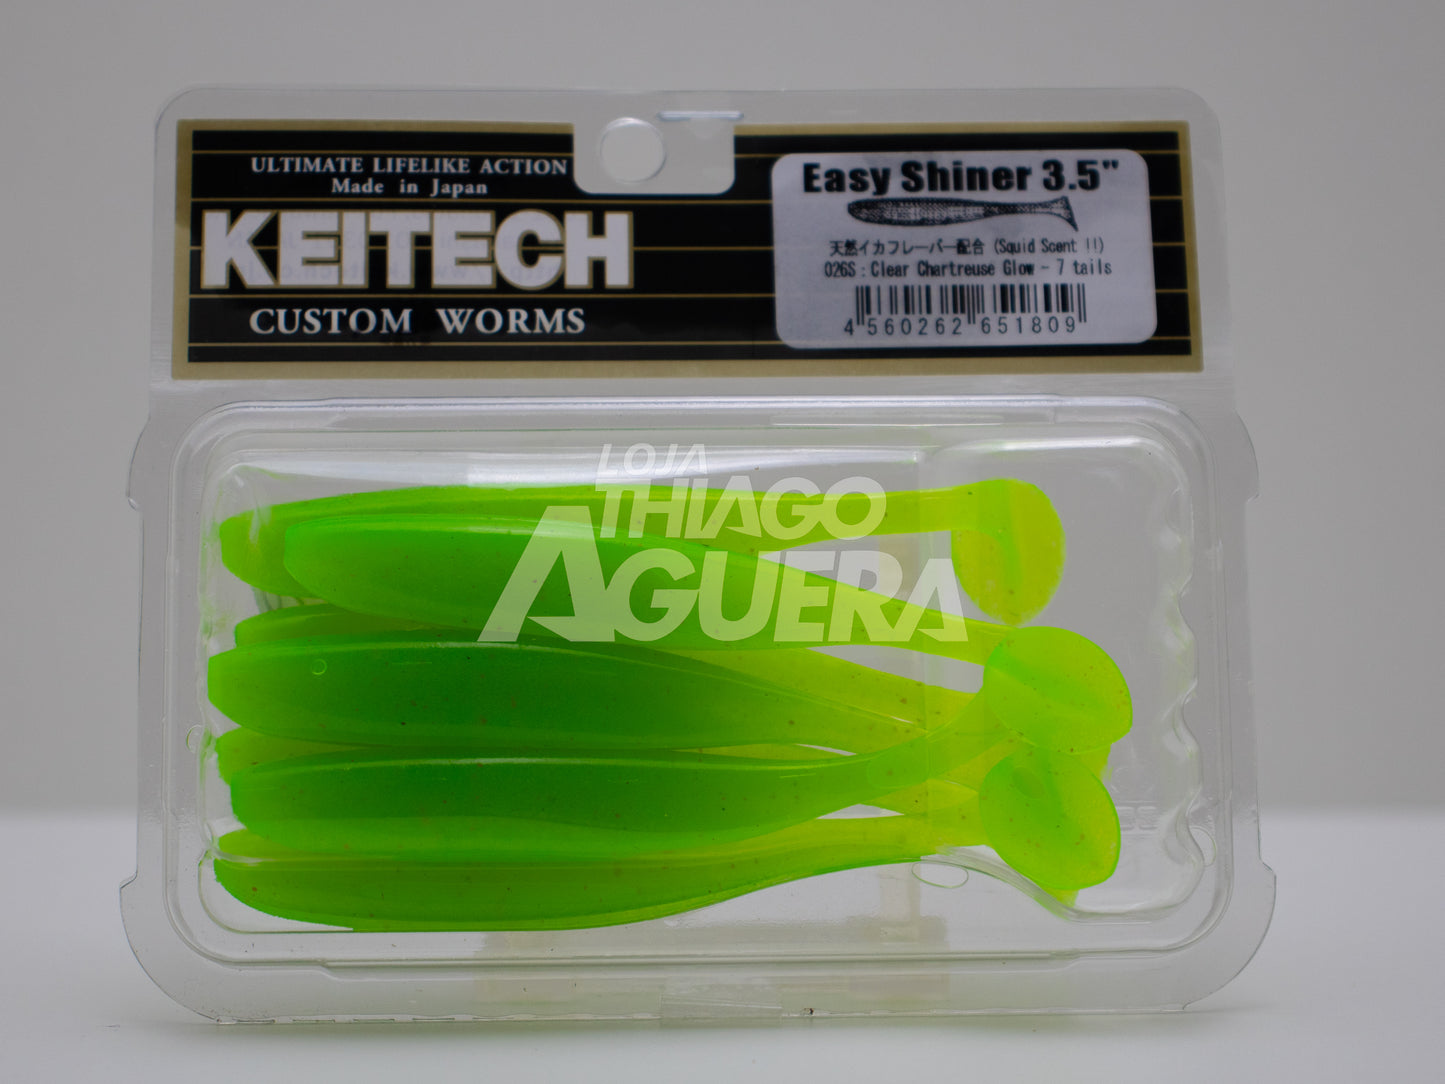 ULTIMATE LIFELIKE ACTION
Made in Japan
KEITECH
CUSTOM WORMS
Easy Shiner 3.5"
天然イカフレーバー配合 (Squid Scent !!)
026S : Clear Chartreuse Glow - 7 tails
4 560262 651809
LOJA
THIAGO
AGUERA